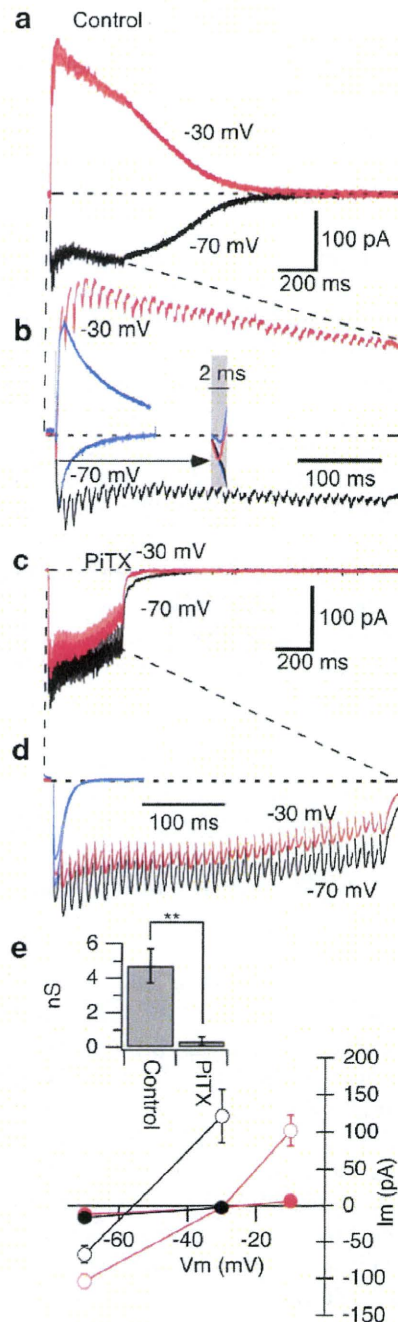 a Control
-30 mV
-70 mV
100 pA
200 ms
b -30 mV
2 ms
-70 mV
100 ms
c PiTX -30 mV
-70 mV
100 pA
200 ms
d
100 ms
-30 mV
-70 mV
e
**
6
4
2
0
nS
Control
PiTX
200
150
100
50
0
-50
-100
-150
Im (pA)
-60
-40
-20
Vm (mV)